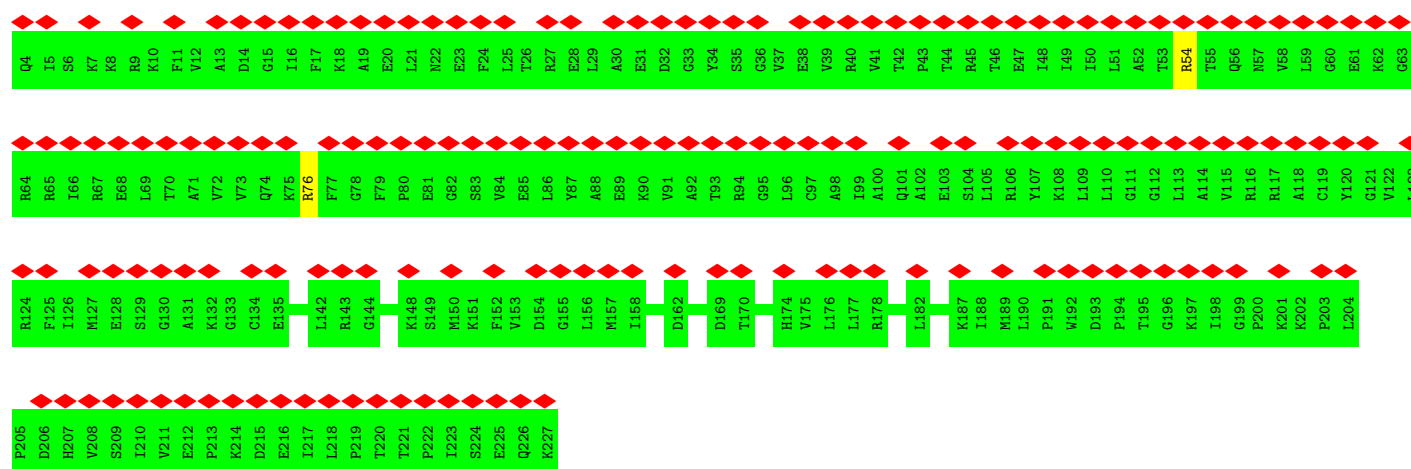 Q4 I5 S6 K7 K8 R9 K10 F11 V12 A13 D14 G15 I16 F17 K18 A19 E20 L21 N22 E23 F24 L25 T26 R27 E28 L29 A30 E31 D32 G33 Y34 S35 G36 V37 E38 V39 R40 V41 T42 P43 T44 R45 T46 E47 I48 I49 I50 L51 A52 T53 R54 T55 Q56 N57 V58 L59 G60 E61 K62 G63
R64 R65 I66 R67 E68 L69 T70 A71 V72 V73 Q74 K75 R76 F77 G78 F79 P80 E81 G82 S83 V84 E85 L86 Y87 A88 E89 K90 V91 A92 T93 R94 G95 L96 C97 A98 I99 A100 Q101 A102 E103 S104 L105 R106 Y107 K108 L109 L110 G111 G112 L113 A114 V115 R116 R117 A118 C119 Y120 G121 V122
R124 F125 I126 M127 E128 S129 G130 A131 K132 G133 C134 E135 L142 R143 G144 K148 S149 M150 K151 F152 V153 D154 G155 L156 M157 I158 D162 D169 T170 H174 V175 L176 L177 R178 L182 K187 I188 M189 L190 P191 W192 D193 P194 T195 G196 K197 I198 G199 P200 K201 K202 P203 L204
P205 D206 H207 V208 S209 I210 V211 E212 P213 K214 D215 E216 I217 L218 P219 T220 T221 P222 I223 S224 E225 Q226 K227